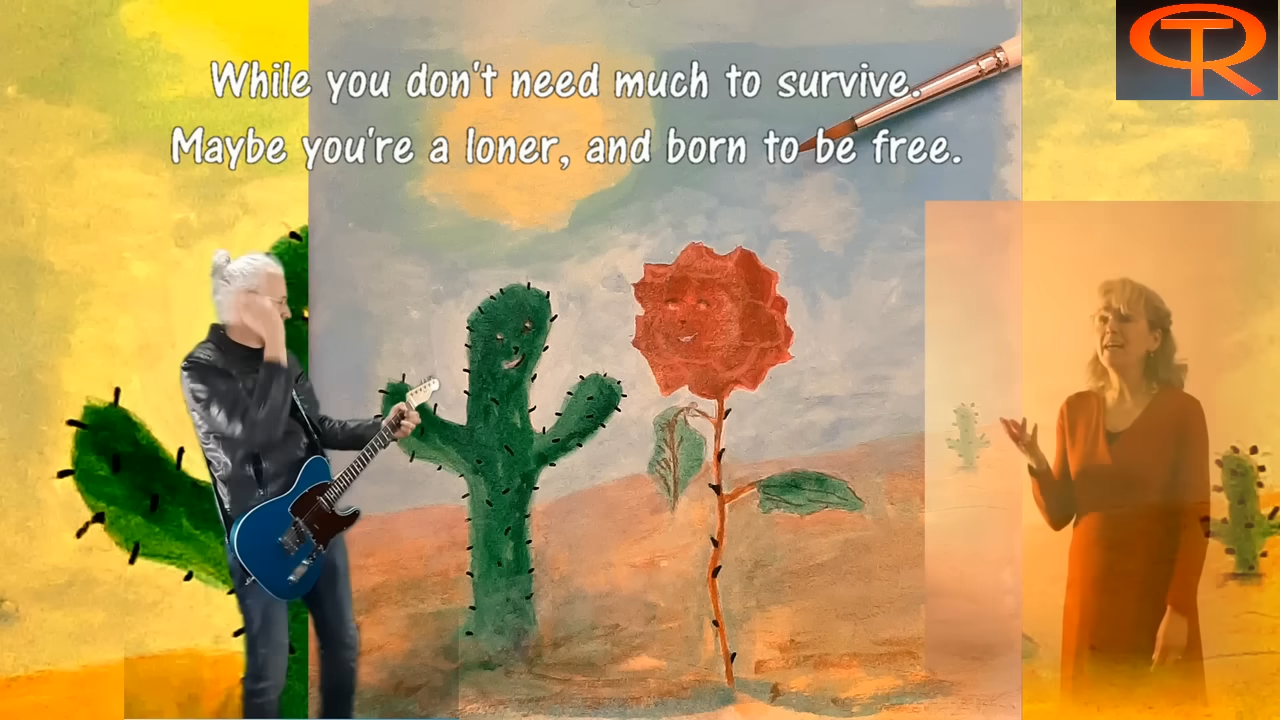 While you don't need much to survive.
Maybe you're a loner, and born to be free.